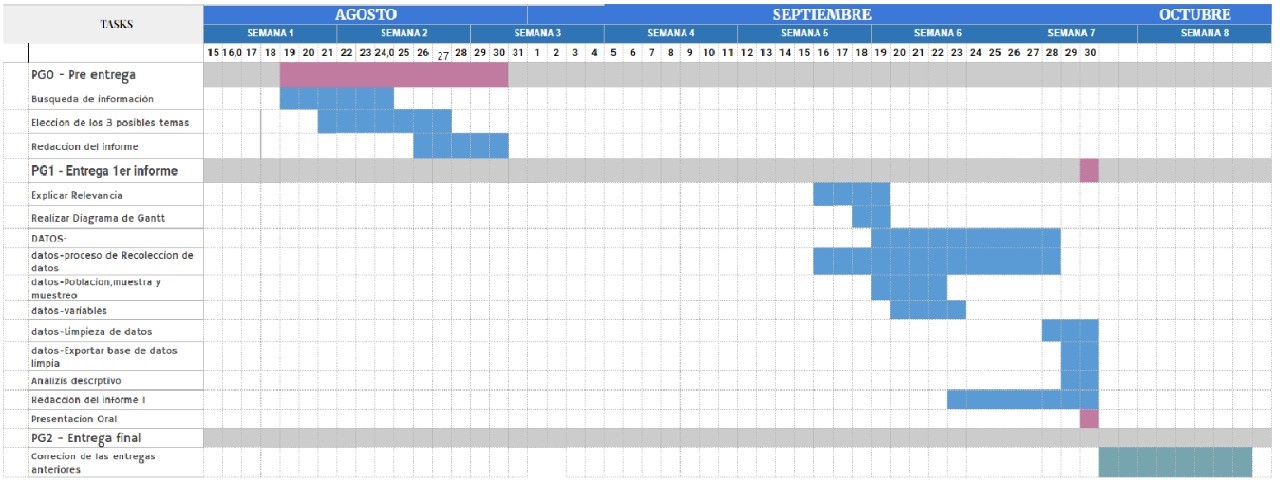 TASKS
AGOSTO SEPTIEMBRE OCTUBRE
SEMANA 1 SEMANA 2 SEMANA 3 SEMANA 4 SEMANA 5 SEMANA 6 SEMANA 7 SEMANA 8
15 16,0 17 18 19 20 21 22 23 24,0 25 26 27 28 29 30 31 1 2 3 4 5 6 7 8 9 10 11 12 13 14 15 16 17 18 19 20 21 22 23 24 25 26 27 28 29 30
PG0 - Pre entrega
Busqueda de información
Eleccion de los 3 posibles temas
Redaccion del informe
PG1 - Entrega 1er informe
Explicar Relevancia
Realizar Diagrama de Gantt
DATOS-
datos-proceso de Recoleccion de
datos
datos-Poblacion,muestra y
muestreo
datos-variables
datos-Limpieza de datos
datos-Exportar base de datos
limpia
Analizis descrptivo
Redaccion del informe 1
Presentacion Oral
PG2 - Entrega final
Correcion de las entregas
anteriores